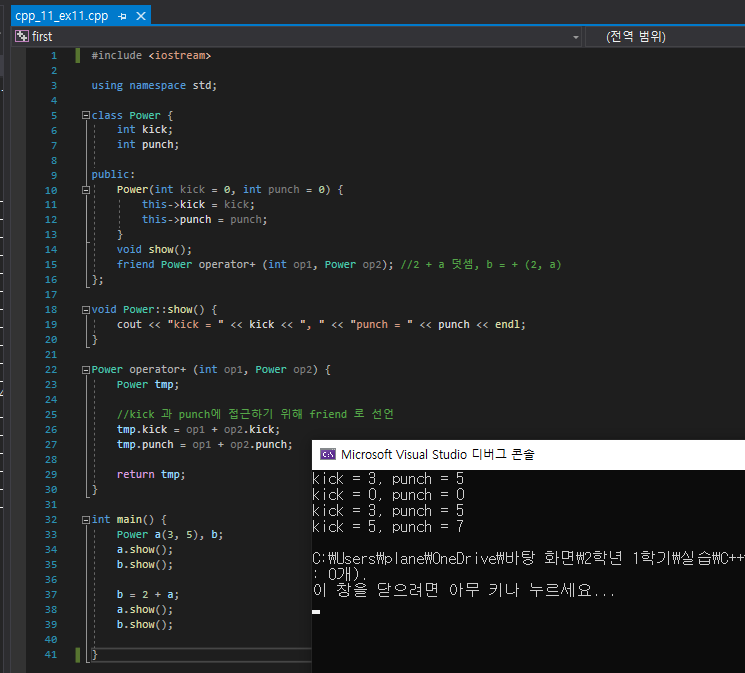 cpp_11_ex11.cpp
first
(전역 범위)
1 #include <iostream>
2
3 using namespace std;
4
5 class Power {
6 int kick;
7 int punch;
8
9 public:
10 Power(int kick = 0, int punch = 0) {
11 this->kick = kick;
12 this->punch = punch;
13 }
14 void show();
15 friend Power operator+ (int op1, Power op2); //2 + a 덧셈, b = + (2, a)
16 };
17
18 void Power::show() {
19 cout << "kick = " << kick << ", " << "punch = " << punch << endl;
20 }
21
22 Power operator+ (int op1, Power op2) {
23 Power tmp;
24
25 //kick 과 punch에 접근하기 위해 friend 로 선언
26 tmp.kick = op1 + op2.kick;
27 tmp.punch = op1 + op2.punch;
28
29 return tmp;
30 }
31
32 int main() {
33 Power a(3, 5), b;
34 a.show();
35 b.show();
36
37 b = 2 + a;
38 a.show();
39 b.show();
40
41 }
Microsoft Visual Studio 디버그 콘솔
kick = 3, punch = 5
kick = 0, punch = 0
kick = 3, punch = 5
kick = 5, punch = 7
C:₩Users₩plane₩OneDrive₩바탕 화면₩2학년 1학기₩실습₩C++
: 0개).
이 창을 닫으려면 아무 키나 누르세요...